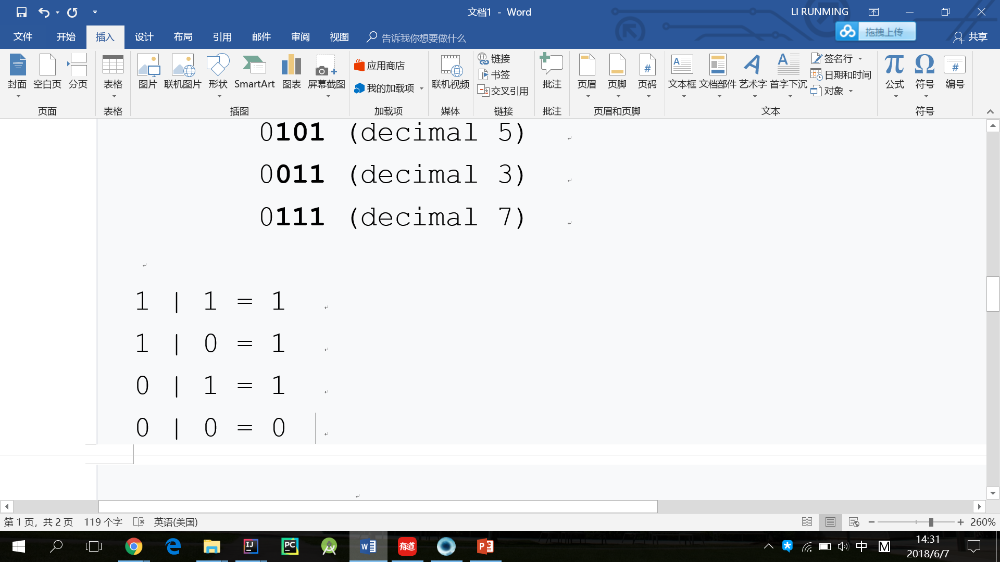 文档1 - Word
LI RUNMING
拖拽上传
文件 开始 插入 设计 布局 引用 邮件 审阅 视图 告诉我你想要做什么 共享
封面 空白页 分页
页面
表格
表格
图片 联机图片 形状 SmartArt 图表 屏幕截图
插图
应用商店
我的加载项
加载项
联机视频
媒体
链接
书签
交叉引用
链接
批注
批注
页眉 页脚 页码
页眉和页脚
文本框 文档部件 艺术字 首字下沉
签名行
日期和时间
对象
文本
公式 符号 编号
符号
0101 (decimal 5)
0011 (decimal 3)
0111 (decimal 7)
1 | 1 = 1
1 | 0 = 1
0 | 1 = 1
0 | 0 = 0
第 1 页，共 2 页 119 个字 英语(美国) 260%
IJ PC W 有道 P 中 M
14:31
2018/6/7